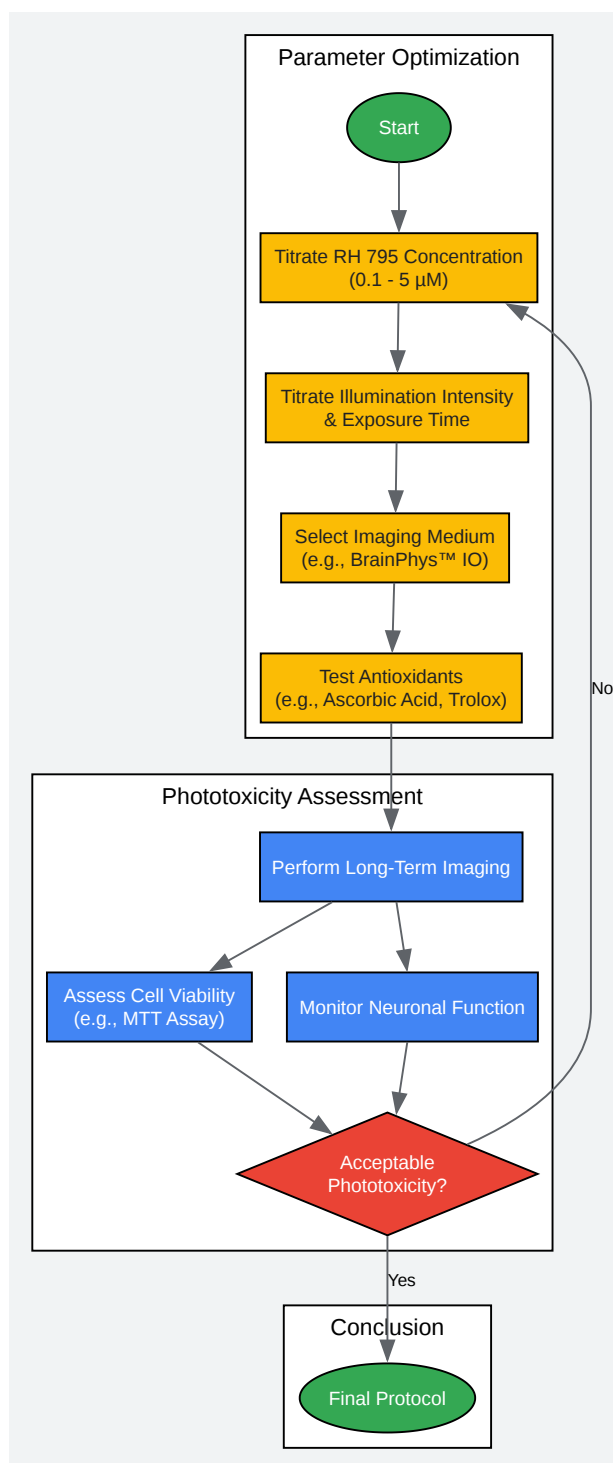 Parameter Optimization
Start
Titrate RH 795 Concentration
(0.1 - 5 µM)
Titrate Illumination Intensity
& Exposure Time
Select Imaging Medium
(e.g., BrainPhys™ IO)
Test Antioxidants
(e.g., Ascorbic Acid, Trolox)
No
Phototoxicity Assessment
Perform Long-Term Imaging
Assess Cell Viability
(e.g., MTT Assay)
Monitor Neuronal Function
Acceptable
Phototoxicity?
Yes
Conclusion
Final Protocol